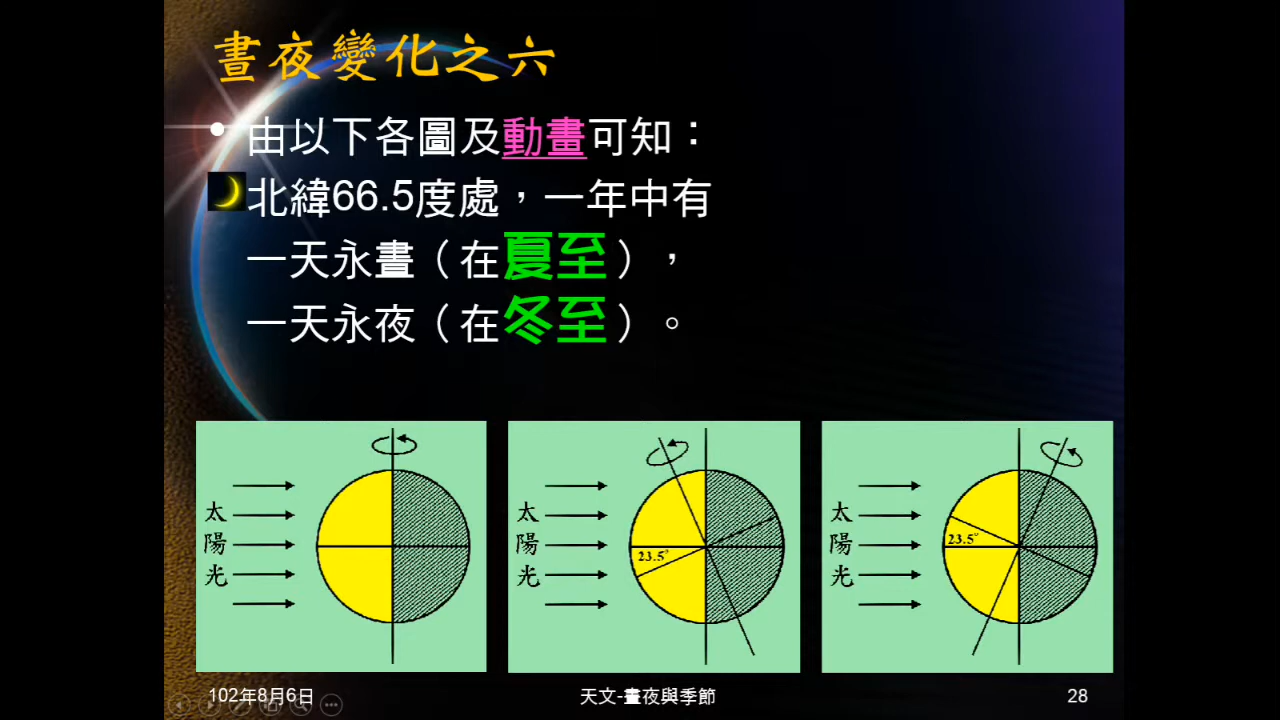 晝夜變化之六
• 由以下各圖及動畫可知：
北緯66.5度處，一年中有
一天永晝（在夏至），
一天永夜（在冬至）。
太陽光
太陽光
23.5°
太陽光
23.5°
102年8月6日
天文-晝夜與季節
28